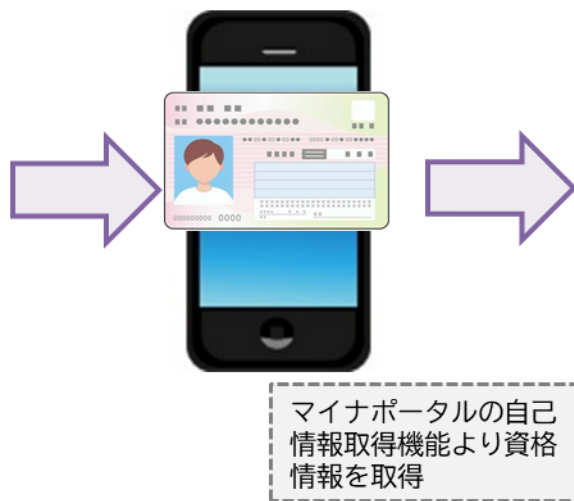 マイナポータルの自己
情報取得機能より資格
情報を取得